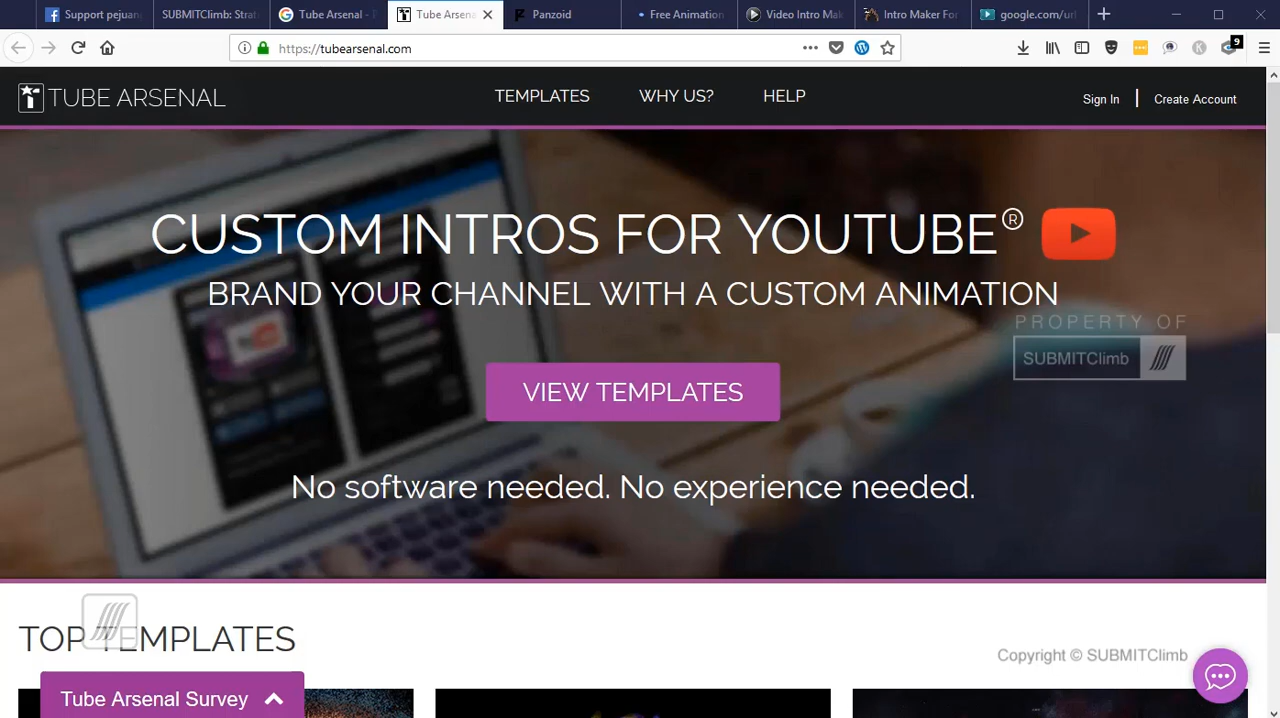 Support pejuang
SUBMITClimb: Strat
Tube Arsenal -
Tube Arsena
Panzoid
Free Animation
Video Intro Mak
Intro Maker For
google.com/url
https://tubearsenal.com
9
TUBE ARSENAL
TEMPLATES
WHY US?
HELP
Sign In
Create Account
CUSTOM INTROS FOR YOUTUBE®
BRAND YOUR CHANNEL WITH A CUSTOM ANIMATION
PROPERTY OF
SUBMITClimb
VIEW TEMPLATES
No software needed. No experience needed.
TOP TEMPLATES
Copyright © SUBMITClimb
Tube Arsenal Survey